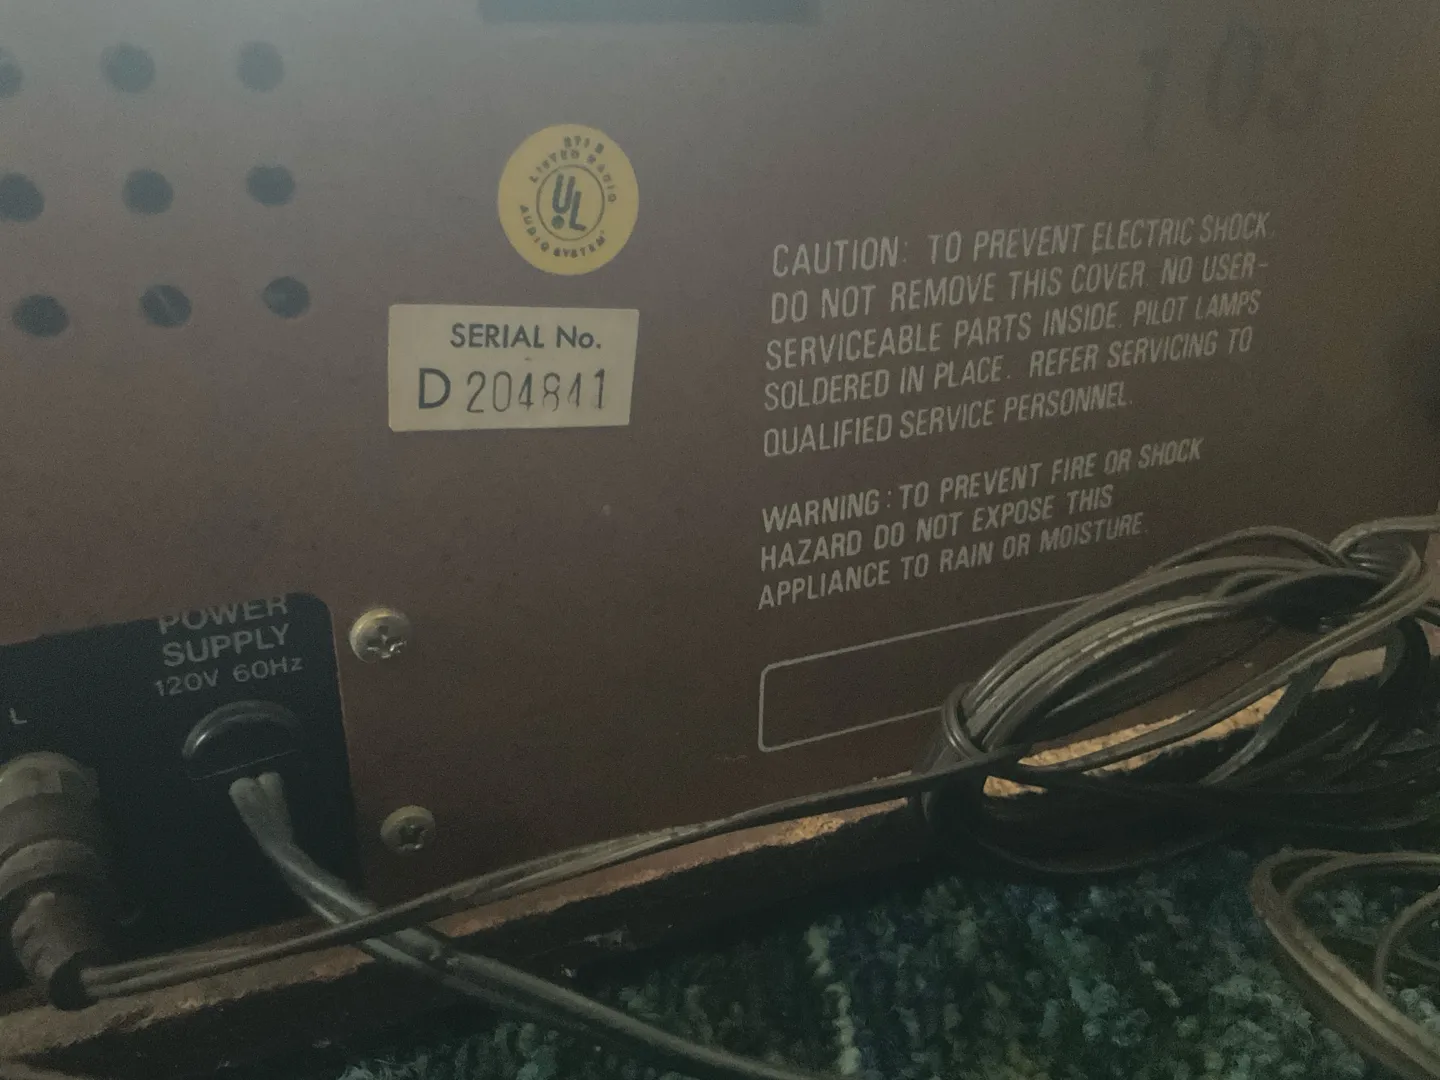 103
LISTED RADIO
UL
AUDIO SYSTEM
SERIAL No.
D 204841
CAUTION: TO PREVENT ELECTRIC SHOCK,
DO NOT REMOVE THIS COVER. NO USER-
SERVICEABLE PARTS INSIDE. PILOT LAMPS
SOLDERED IN PLACE. REFER SERVICING TO
QUALIFIED SERVICE PERSONNEL.
WARNING: TO PREVENT FIRE OR SHOCK
HAZARD DO NOT EXPOSE THIS
APPLIANCE TO RAIN OR MOISTURE.
POWER
SUPPLY
120V 60Hz
L